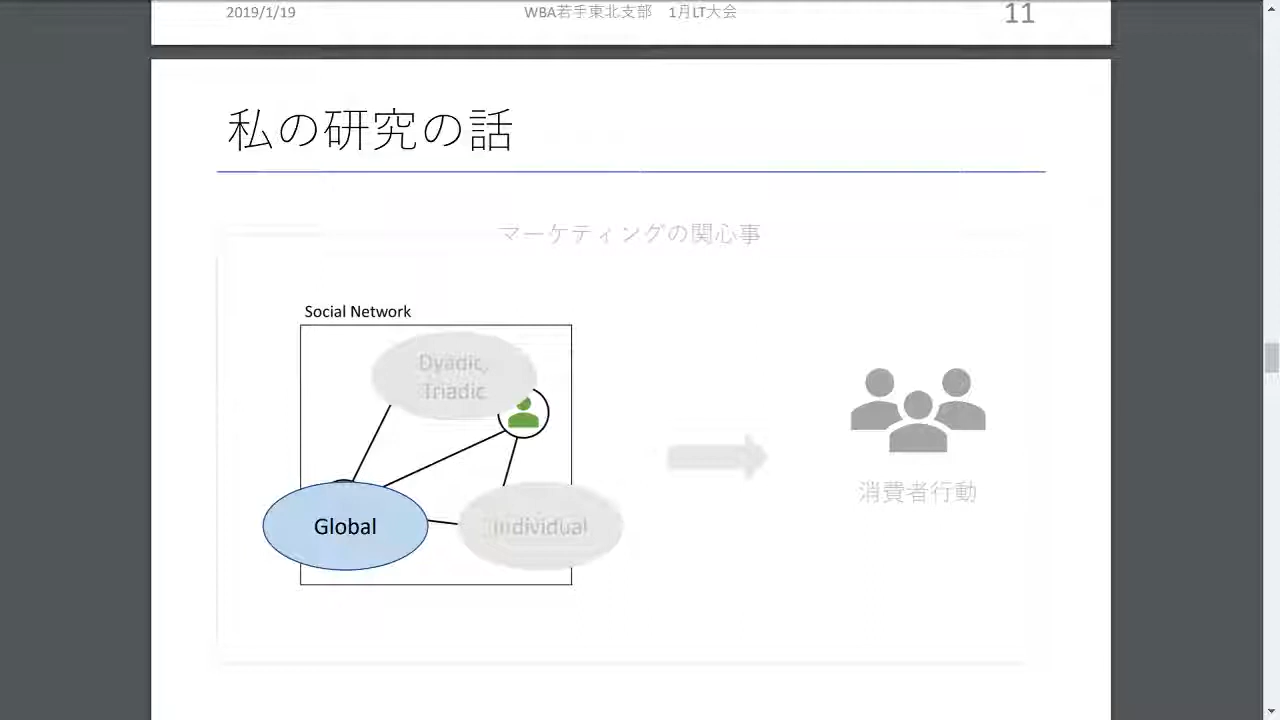 2019/1/19
WBA若手東北支部　1月LT大会
11
私の研究の話
マーケティングの関心事
Social Network
Dyadic,
Triadic
Global
Individual
消費者行動